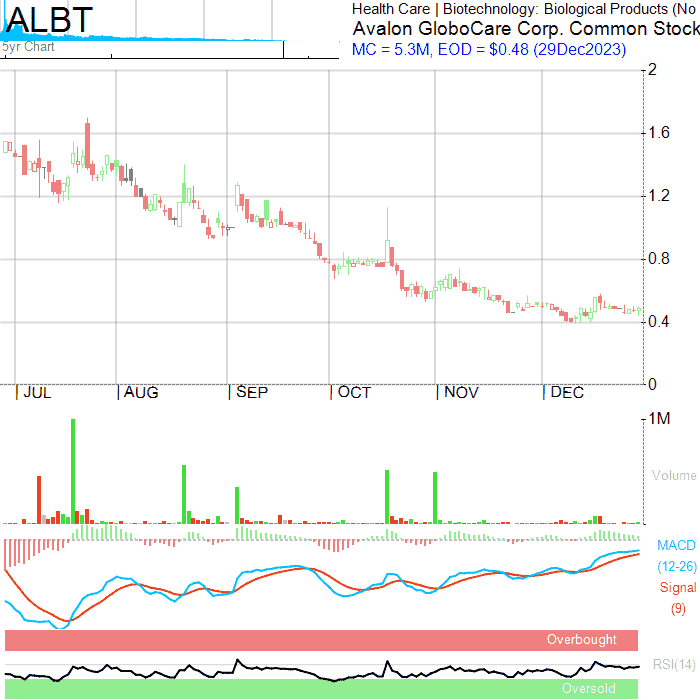 ALBT
5yr Chart
Health Care | Biotechnology: Biological Products (No
Avalon GloboCare Corp. Common Stock
MC = 5.3M, EOD = $0.48 (29Dec2023)
2
1.6
1.2
0.8
0.4
0
JUL AUG SEP OCT NOV DEC
1M
Volume
MACD
(12-26)
Signal
(9)
Overbought
RSI(14)
Oversold